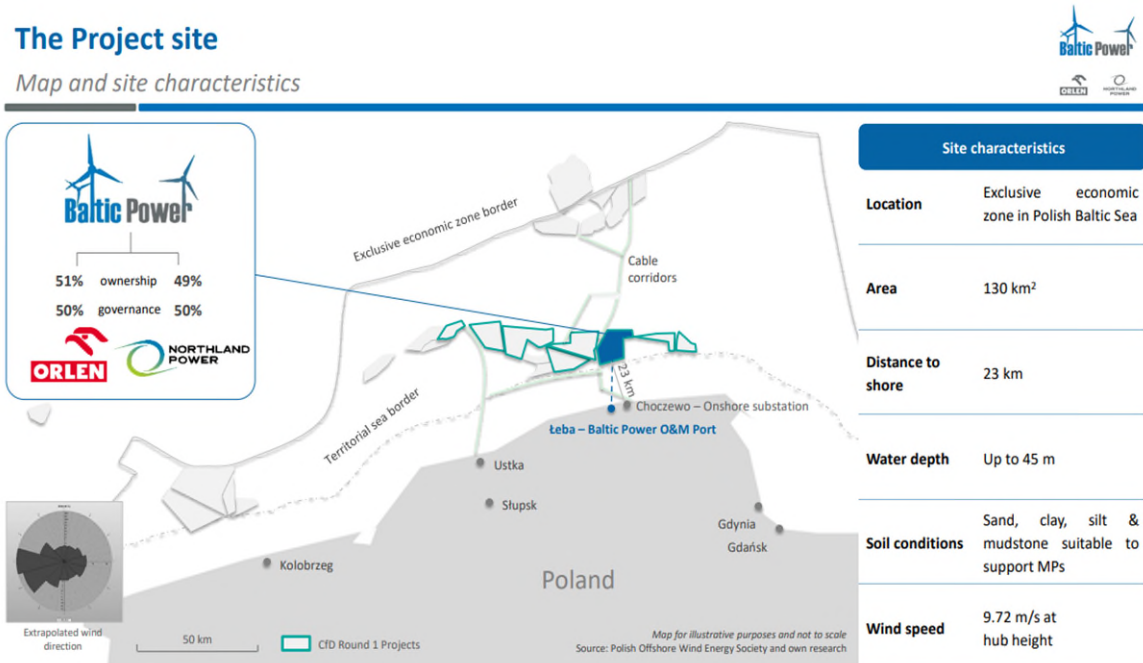 The Project site
Map and site characteristics
Baltic Power
ORLEN
NORTHLAND
POWER
Baltic Power
51% ownership 49%
50% governance 50%
ORLEN
NORTHLAND
POWER
Exclusive economic zone border
Cable
corridors
Territorial sea border
23 km
Choczewo – Onshore substation
Łeba – Baltic Power O&M Port
Ustka
Słupsk
Gdynia
Gdańsk
Kolobrzeg
Poland
Extrapolated wind
direction
50 km
CfD Round 1 Projects
Map for illustrative purposes and not to scale
Source: Polish Offshore Wind Energy Society and own research
Site characteristics
Location
Exclusive economic
zone in Polish Baltic Sea
Area
130 km²
Distance to
shore
23 km
Water depth
Up to 45 m
Soil conditions
Sand, clay, silt &
mudstone suitable to
support MPs
Wind speed
9.72 m/s at
hub height